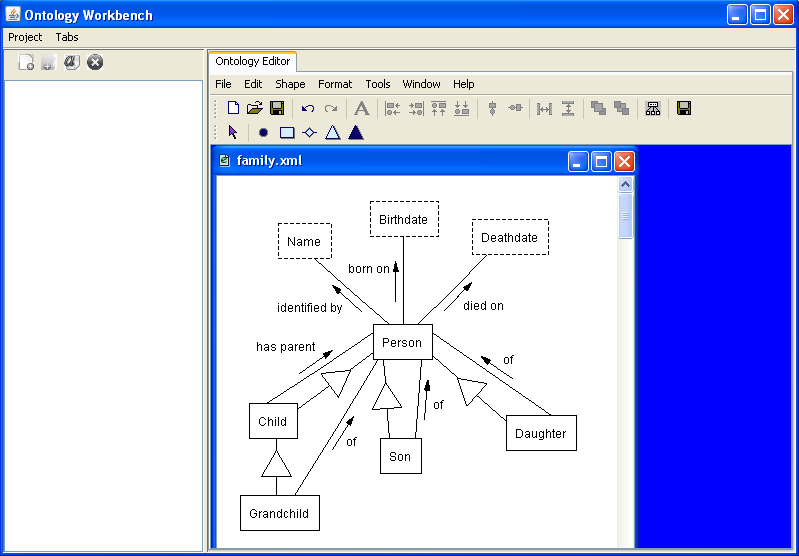 Ontology Workbench
Project Tabs
Ontology Editor
File Edit Shape Format Tools Window Help
A
family.xml
Name
Birthdate
Deathdate
born on
identified by
died on
Person
has parent
of
Child
of
Daughter
of
Son
Grandchild